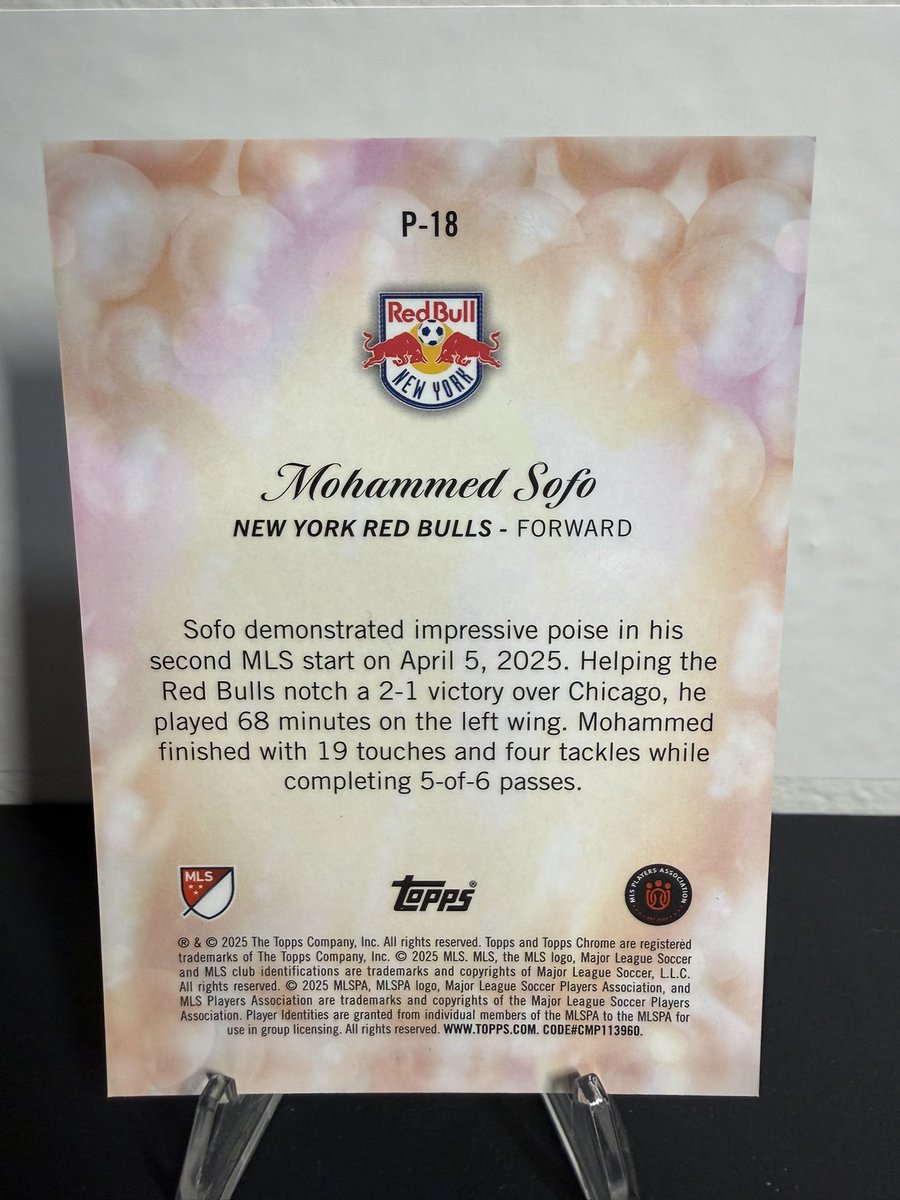 P-18
Red Bull
NEW YORK
Mohammed Sofo
NEW YORK RED BULLS - FORWARD
Sofo demonstrated impressive poise in his
second MLS start on April 5, 2025. Helping the
Red Bulls notch a 2-1 victory over Chicago, he
played 68 minutes on the left wing. Mohammed
finished with 19 touches and four tackles while
completing 5-of-6 passes.
MLS
topps®
MLS PLAYERS ASSOCIATION
® & © 2025 The Topps Company, Inc. All rights reserved. Topps and Topps Chrome are registered
trademarks of The Topps Company, Inc. © 2025 MLS. MLS, the MLS logo, Major League Soccer
and MLS club identifications are trademarks and copyrights of Major League Soccer, L.L.C.
All rights reserved. © 2025 MLSPA, MLSPA logo, Major League Soccer Players Association, and
MLS Players Association are trademarks and copyrights of the Major League Soccer Players
Association. Player Identities are granted from individual members of the MLSPA to the MLSPA for
use in group licensing. All rights reserved. WWW.TOPPS.COM. CODE#CMP113960.